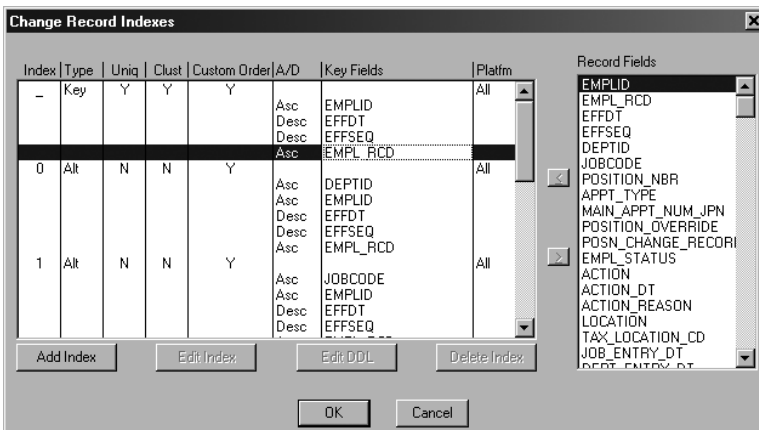 Change Record Indexes
Index Type Uniq Clust Custom Order A/D Key Fields Platfm
_ Key Y Y Y All
Asc EMPLID
Desc EFFDT
Desc EFFSEQ
Asc EMPL_RCD
0 Alt N N Y All
Asc DEPTID
Asc EMPLID
Desc EFFDT
Desc EFFSEQ
Asc EMPL_RCD
1 Alt N N Y All
Asc JOBCODE
Asc EMPLID
Desc EFFDT
Desc EFFSEQ
Record Fields
EMPLID
EMPL_RCD
EFFDT
EFFSEQ
DEPTID
JOBCODE
POSITION_NBR
APPT_TYPE
MAIN_APPT_NUM_JPN
POSITION_OVERRIDE
POSN_CHANGE_RECORI
EMPL_STATUS
ACTION
ACTION_DT
ACTION_REASON
LOCATION
TAX_LOCATION_CD
JOB_ENTRY_DT
DEPT_ENTRY_DT
<
>
Add Index Edit Index Edit DDL Delete Index
OK Cancel